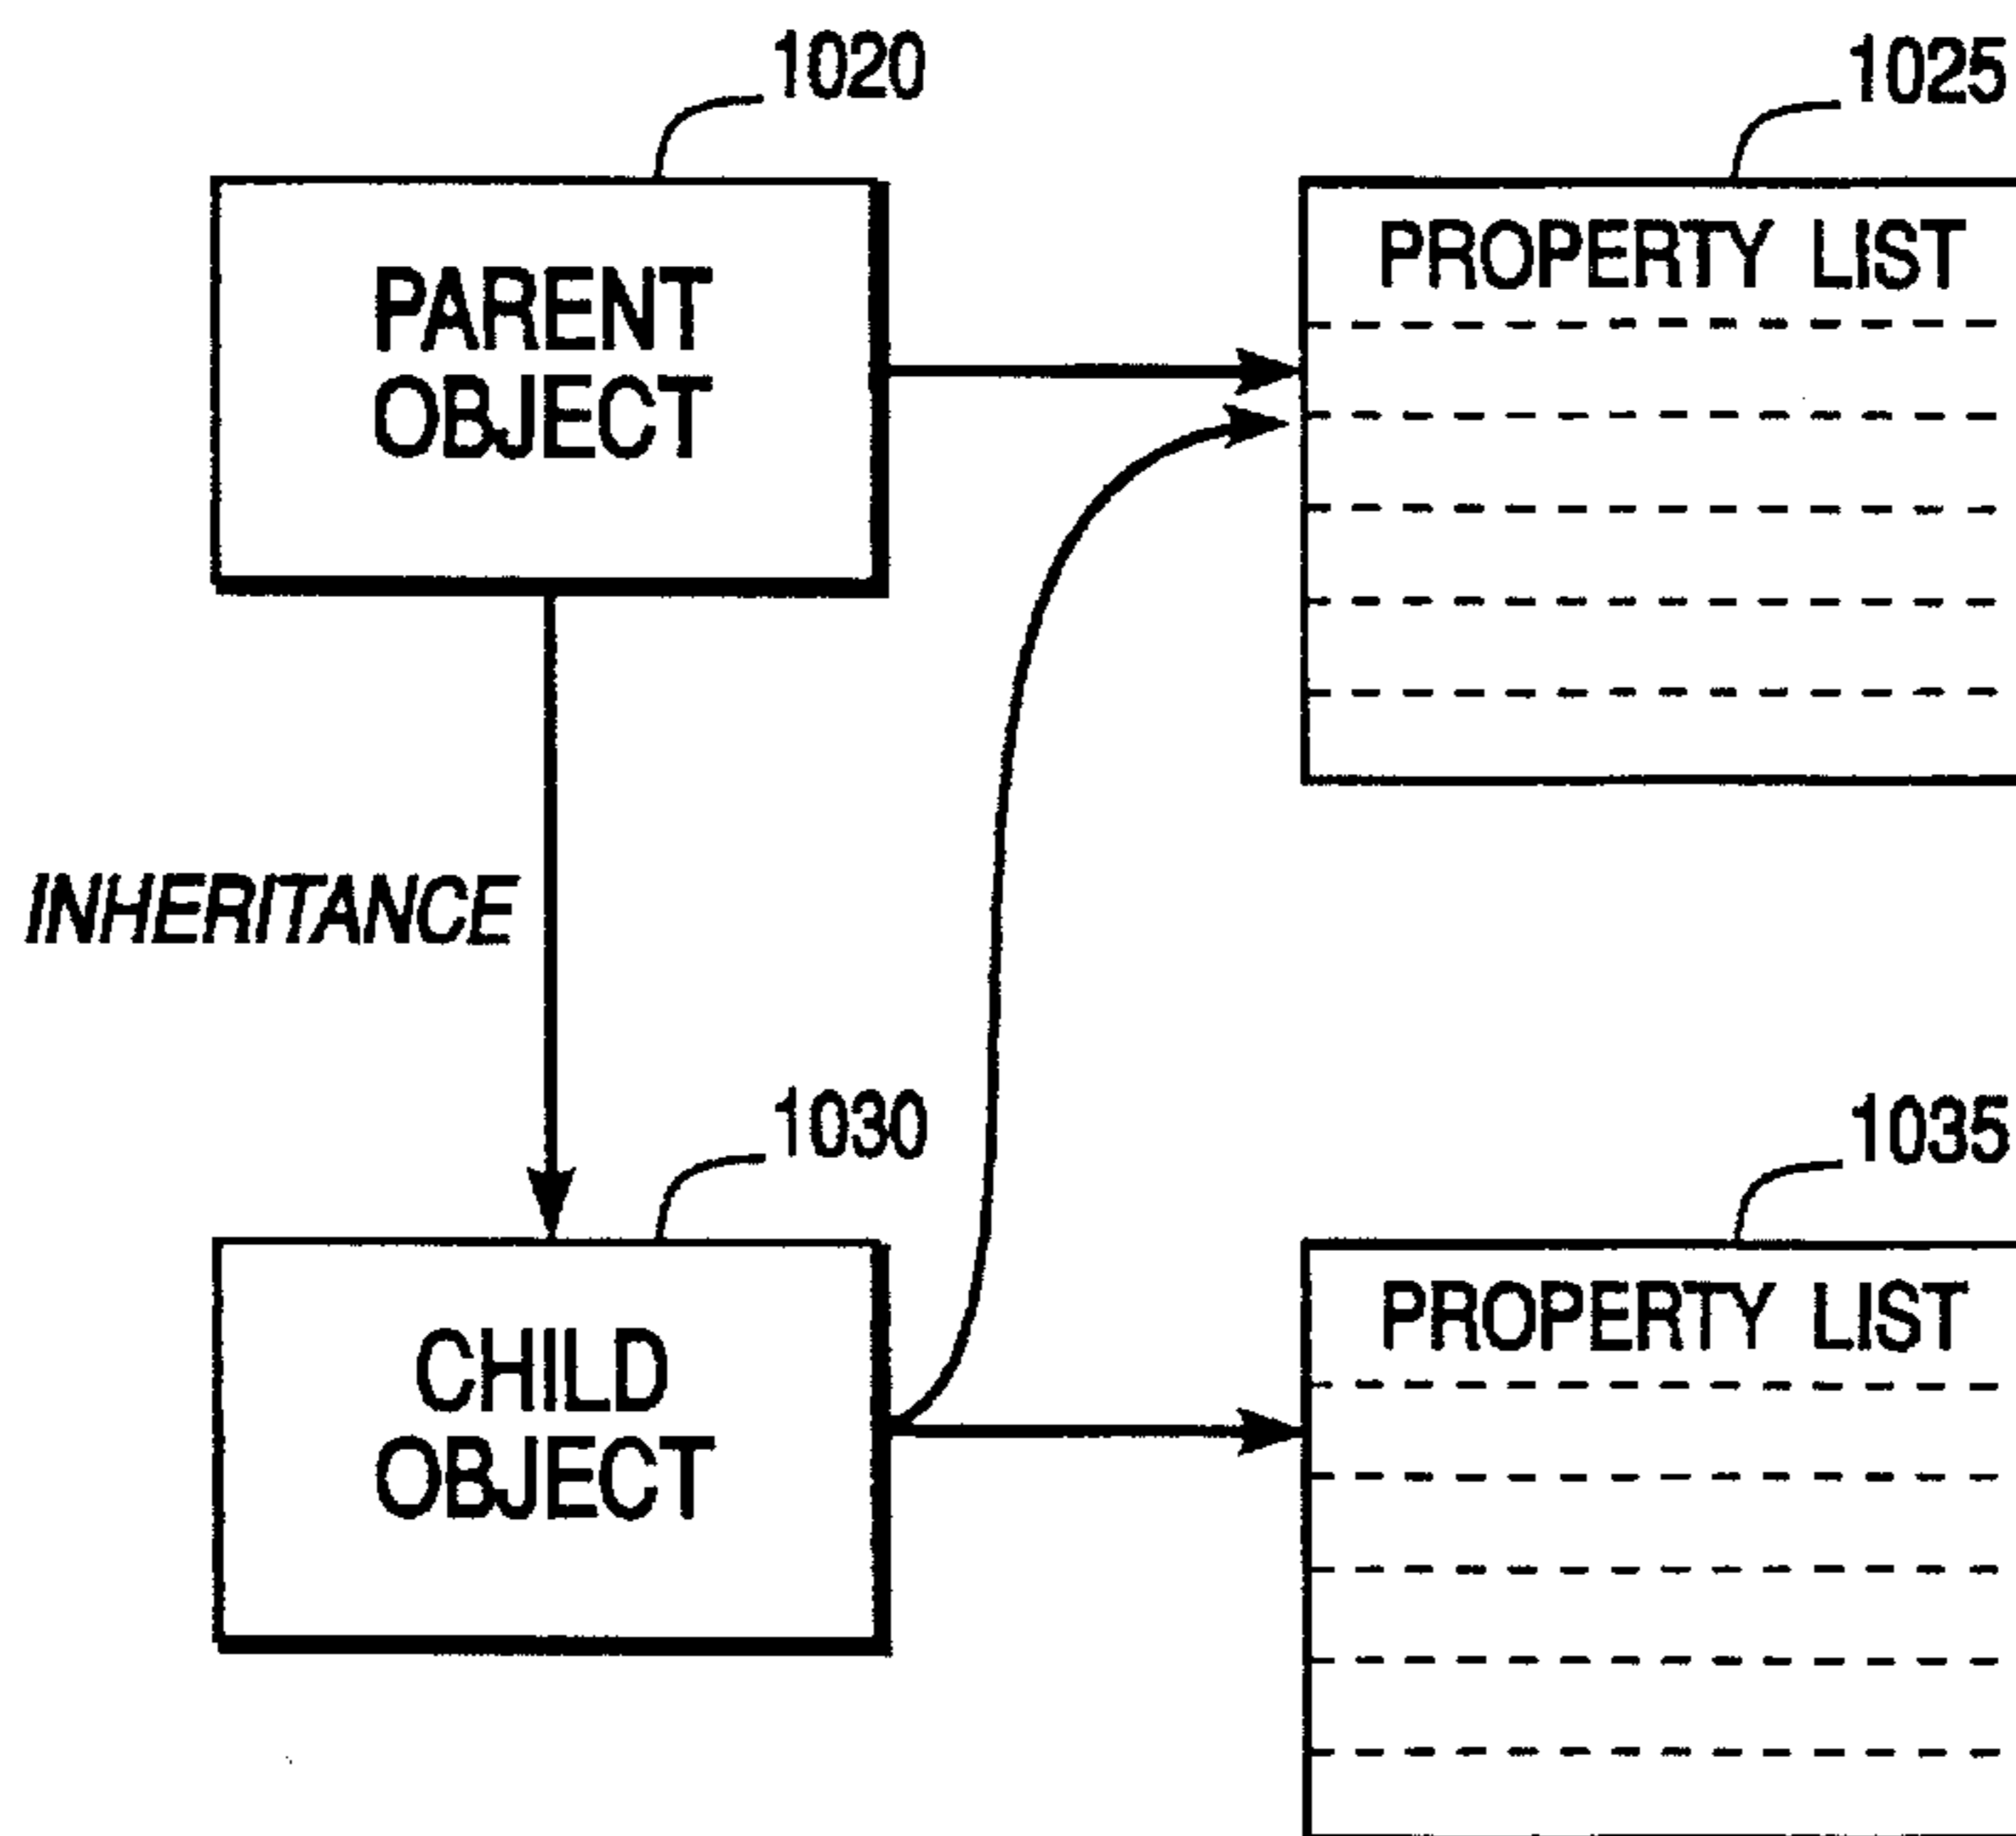 1020
1025
PARENT
OBJECT
PROPERTY LIST
INHERITANCE
1030
1035
CHILD
OBJECT
PROPERTY LIST